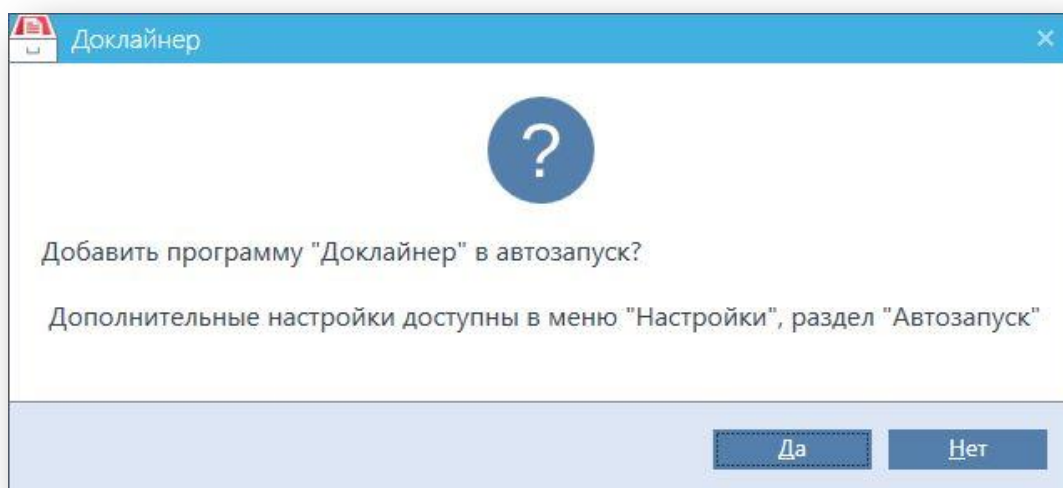 Доклайнер
?
Добавить программу "Доклайнер" в автозапуск?
Дополнительные настройки доступны в меню "Настройки", раздел "Автозапуск"
Да
Нет